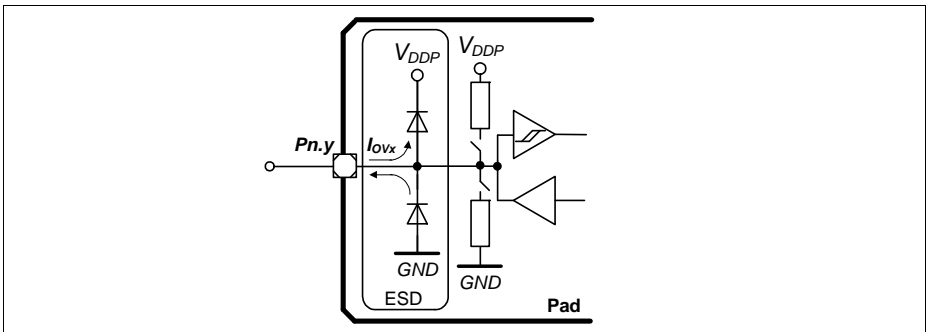 V_DDP
V_DDP
Pn.y
I_OVx
GND
GND
ESD
Pad